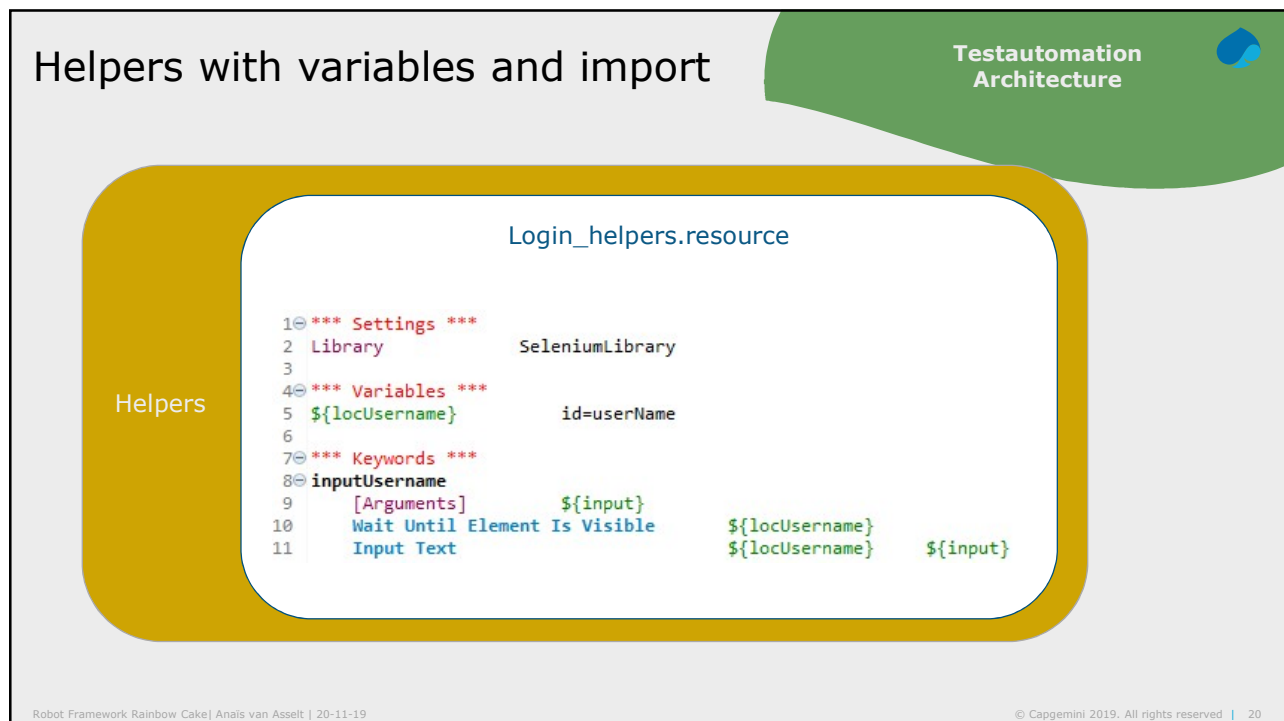 Helpers with variables and import
Testautomation
Architecture
Helpers
Login_helpers.resource
1 *** Settings ***
2 Library SeleniumLibrary
3
4 *** Variables ***
5 ${locUsername} id=userName
6
7 *** Keywords ***
8 inputUsername
9 [Arguments] ${input}
10 Wait Until Element Is Visible ${locUsername}
11 Input Text ${locUsername} ${input}
Robot Framework Rainbow Cake| Anaïs van Asselt | 20-11-19
© Capgemini 2019. All rights reserved | 20